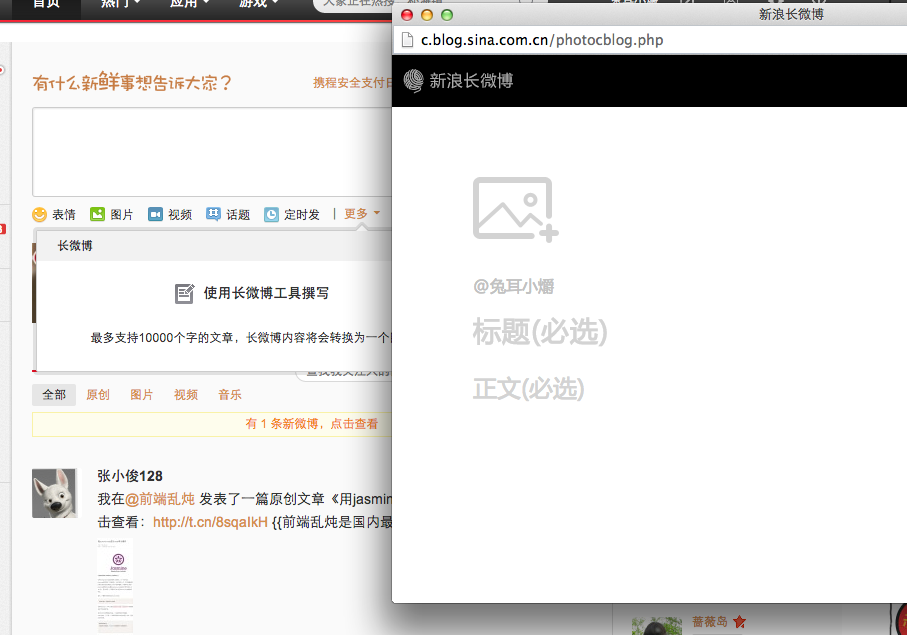 首页 热门 应用 游戏
有什么新鲜事想告诉大家？
携程安全支付日
表情 图片 视频 话题 定时发 | 更多
长微博
使用长微博工具撰写
最多支持10000个字的文章，长微博内容将会转换为一个
全部 原创 图片 视频 音乐
有 1 条新微博，点击查看
张小俊128
我在@前端乱炖 发表了一篇原创文章《用jasmin
击查看：http://t.cn/8sqaIkH {{前端乱炖是国内最
新浪长微博
c.blog.sina.com.cn/photocblog.php
新浪长微博
@兔耳小爝
标题(必选)
正文(必选)
蔷薇岛